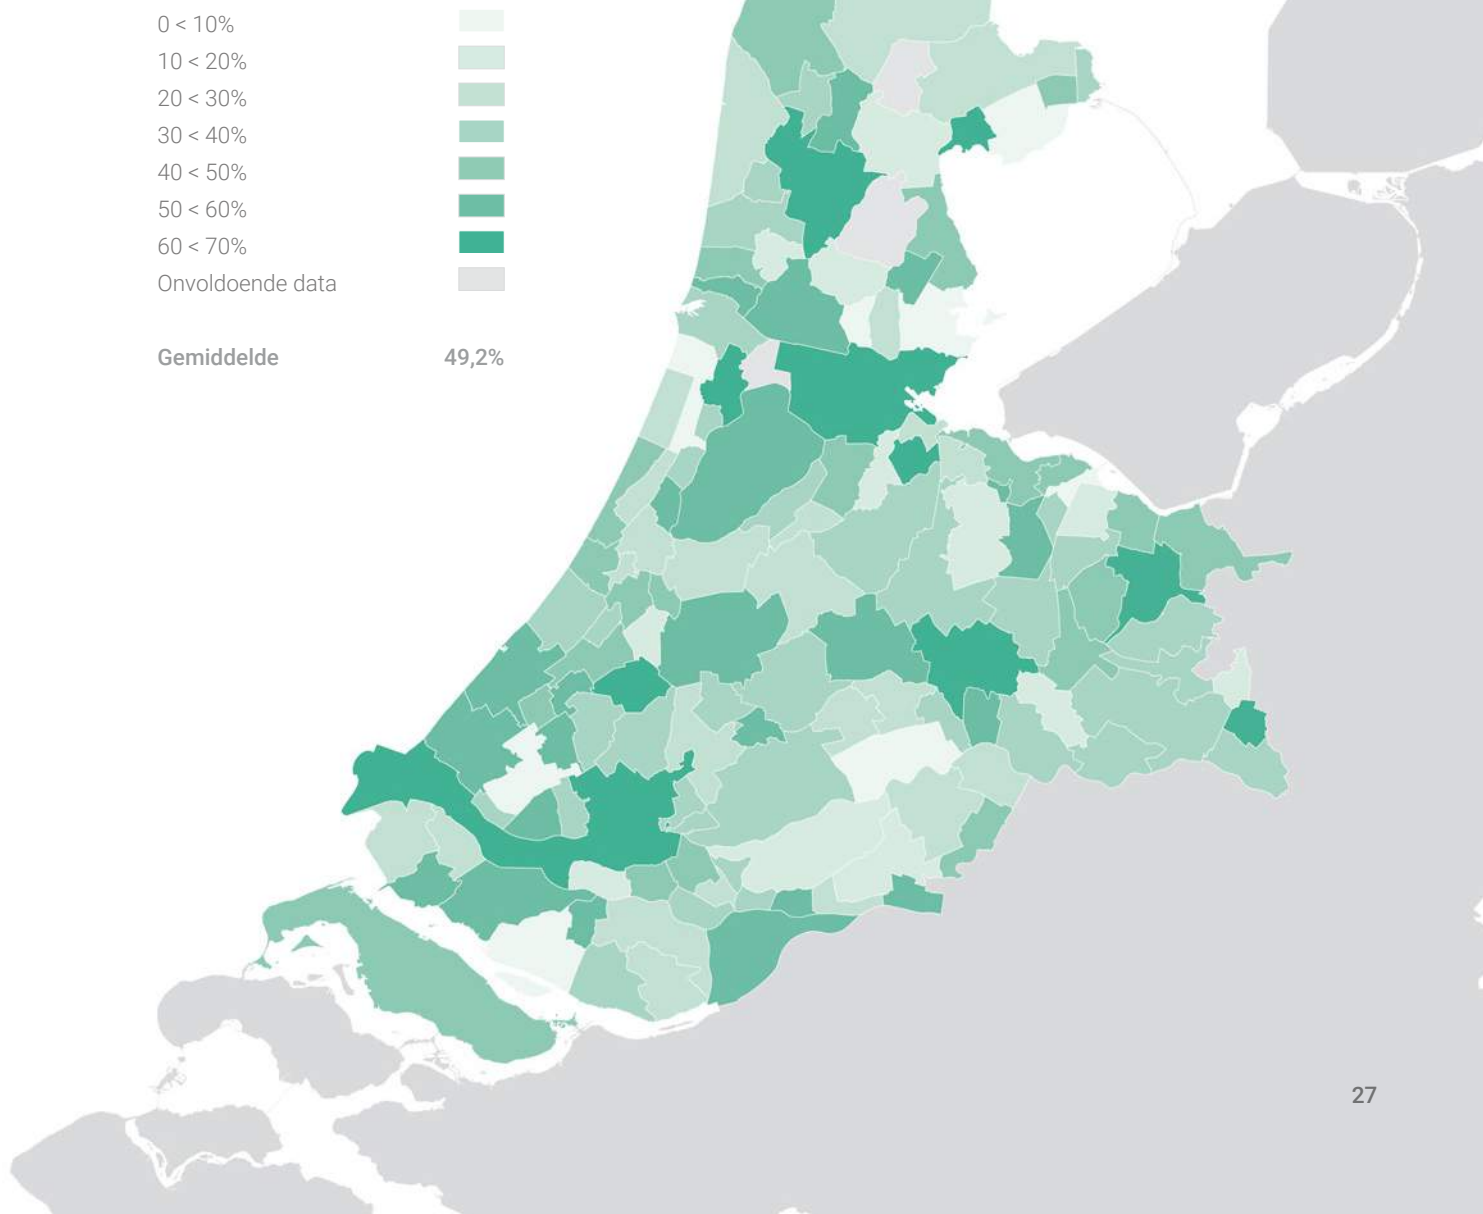 0 < 10%
10 < 20%
20 < 30%
30 < 40%
40 < 50%
50 < 60%
60 < 70%
Onvoldoende data
Gemiddelde 49,2%
27